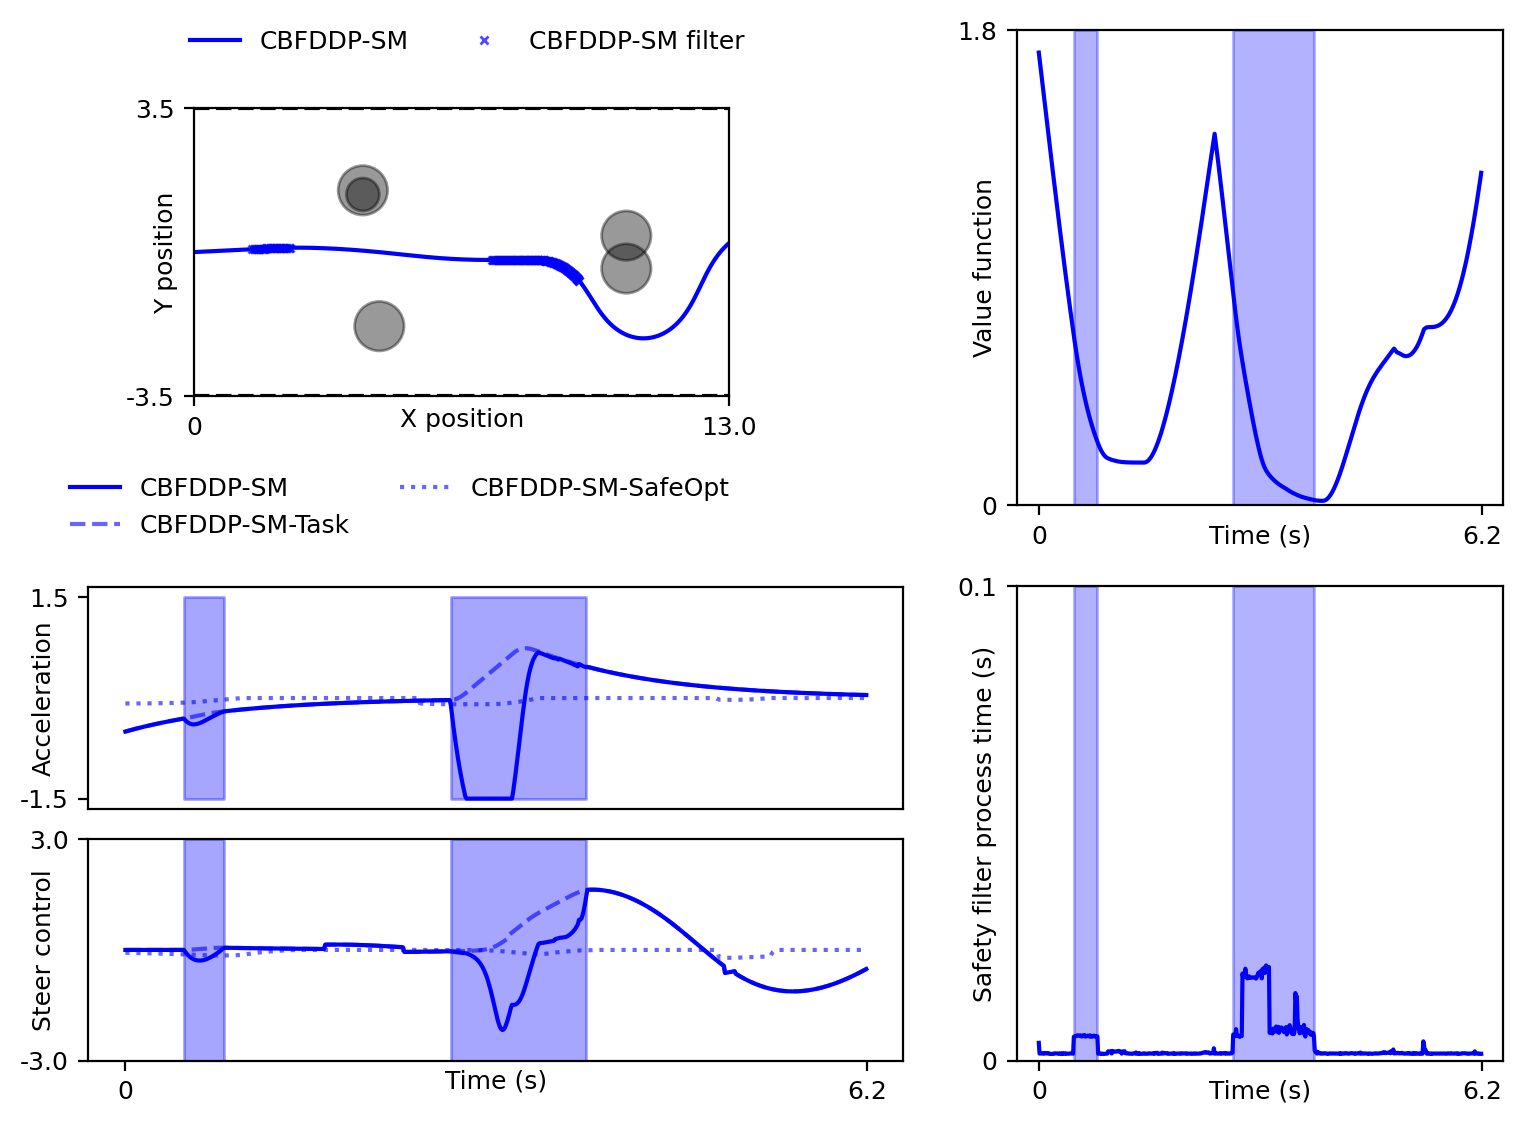 CBFDDP-SM
CBFDDP-SM filter
3.5
Y position
-3.5
0
X position
13.0
CBFDDP-SM
CBFDDP-SM-SafeOpt
CBFDDP-SM-Task
1.5
Acceleration
-1.5
3.0
Steer control
-3.0
0
Time (s)
6.2
1.8
Value function
0
0
Time (s)
6.2
0.1
Safety filter process time (s)
0
0
Time (s)
6.2